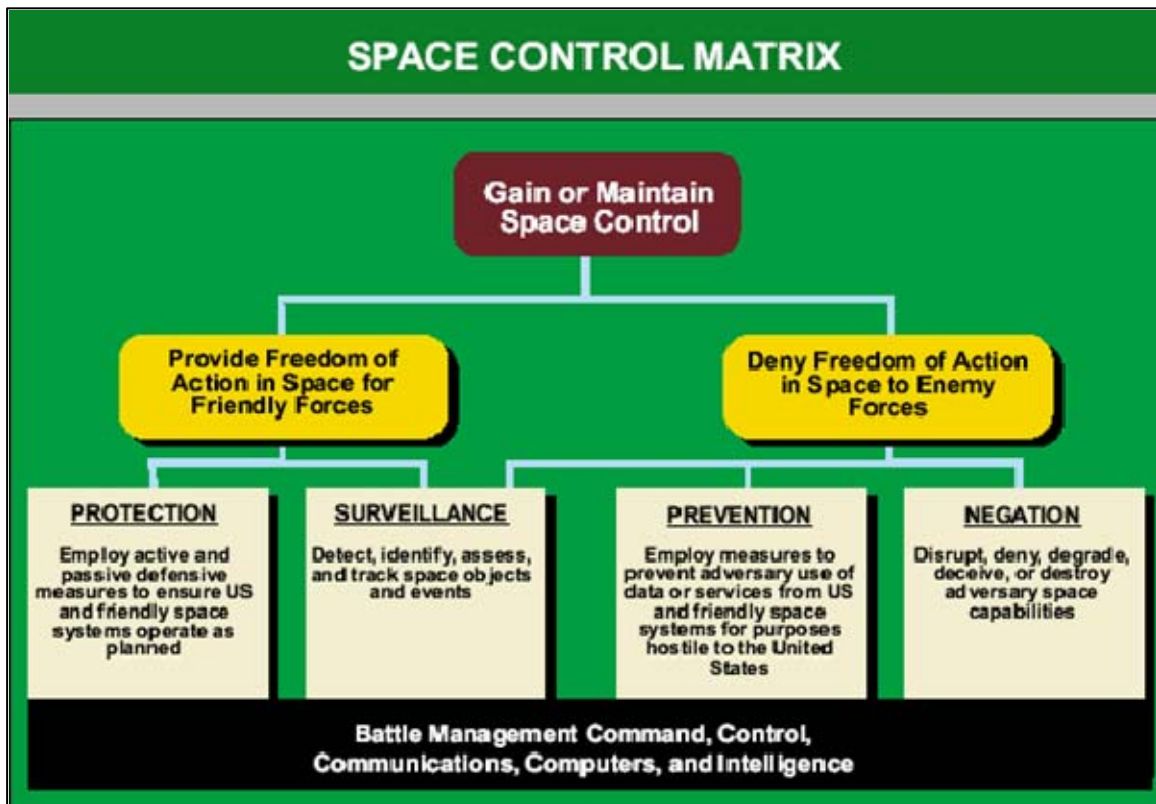 SPACE CONTROL MATRIX
Gain or Maintain
Space Control
Provide Freedom of
Action in Space for
Friendly Forces
Deny Freedom of Action
in Space to Enemy
Forces
PROTECTION
Employ active and
passive defensive
measures to ensure US
and friendly space
systems operate as
planned
SURVEILLANCE
Detect, identify, assess,
and track space objects
and events
PREVENTION
Employ measures to
prevent adversary use of
data or services from US
and friendly space
systems for purposes
hostile to the United
States
NEGATION
Disrupt, deny, degrade,
deceive, or destroy
adversary space
capabilities
Battle Management Command, Control,
Communications, Computers, and Intelligence